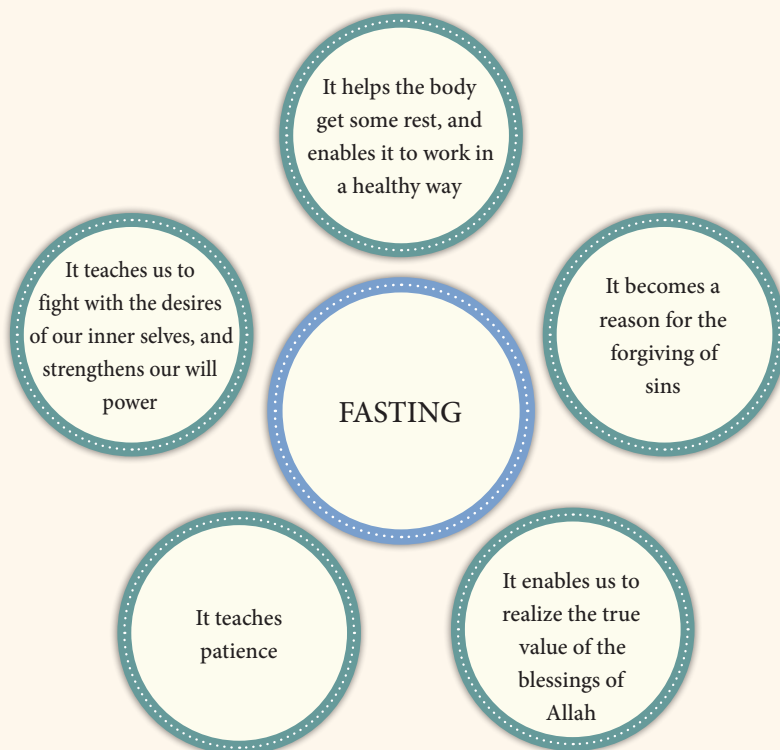 It helps the body
get some rest, and
enables it to work in
a healthy way
It teaches us to
fight with the desires
of our inner selves, and
strengthens our will
power
It becomes a
reason for the
forgiving of
sins
FASTING
It teaches
patience
It enables us to
realize the true
value of the
blessings of
Allah